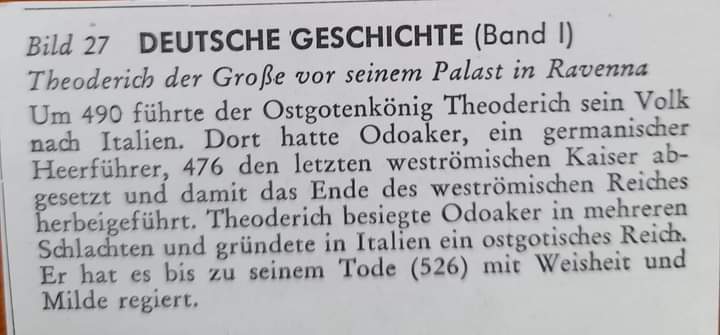 Bild 27 DEUTSCHE GESCHICHTE (Band I)
Theoderich der Große vor seinem Palast in Ravenna
Um 490 führte der Ostgotenkönig Theoderich sein Volk
nach Italien. Dort hatte Odoaker, ein germanischer
Heerführer, 476 den letzten weströmischen Kaiser ab-
gesetzt und damit das Ende des weströmischen Reiches
herbeigeführt. Theoderich besiegte Odoaker in mehreren
Schlachten und gründete in Italien ein ostgotisches Reich.
Er hat es bis zu seinem Tode (526) mit Weisheit und
Milde regiert.